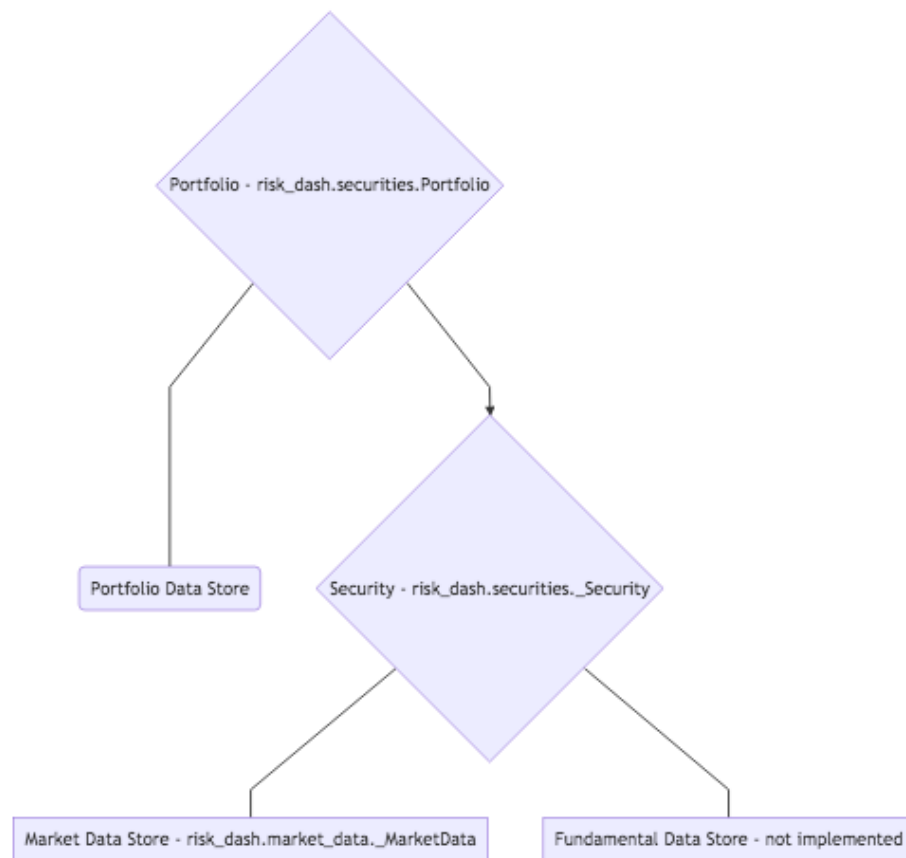 Portfolio - risk_dash.securities.Portfolio
Portfolio Data Store
Security - risk_dash.securities._Security
Market Data Store - risk_dash.market_data._MarketData
Fundamental Data Store - not implemented